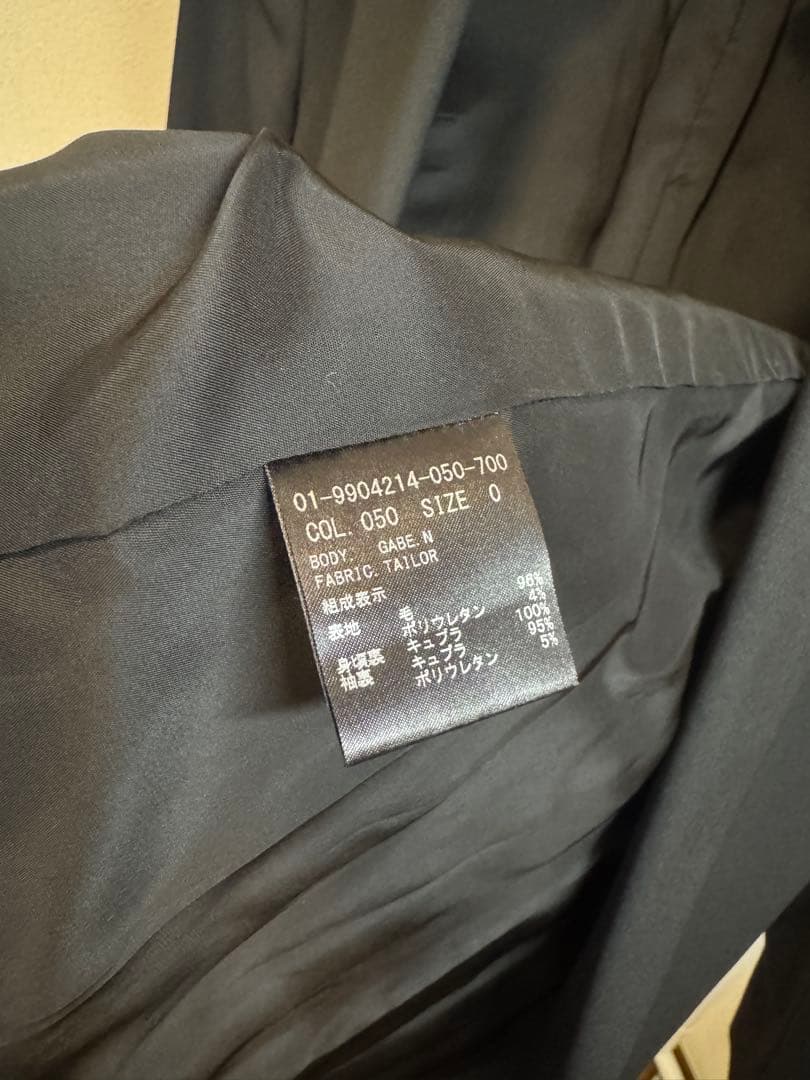 01-9904214-050-700
COL. 050 SIZE 0
BODY. GABE.N
FABRIC. TAILOR
組成表示
表地 毛 96%
ポリウレタン 4%
身頃裏 キュプラ 100%
袖裏 キュプラ 95%
ポリウレタン 5%